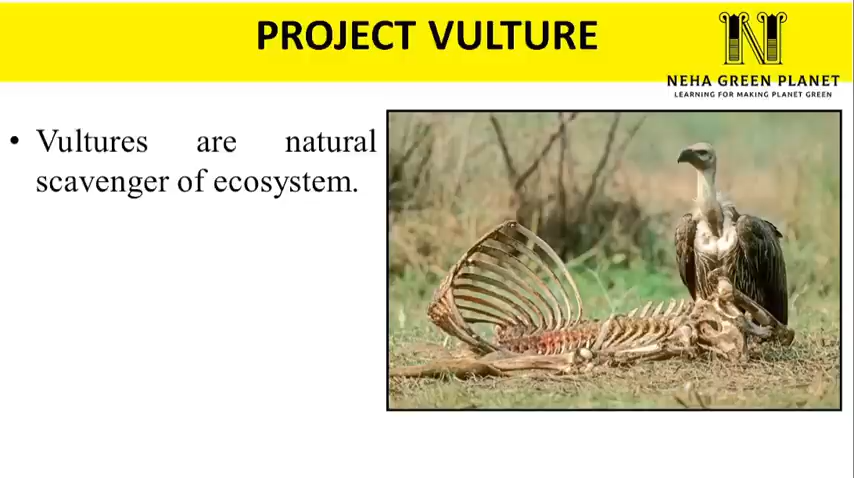 PROJECT VULTURE
N
NEHA GREEN PLANET
LEARNING FOR MAKING PLANET GREEN
• Vultures are natural
scavenger of ecosystem.